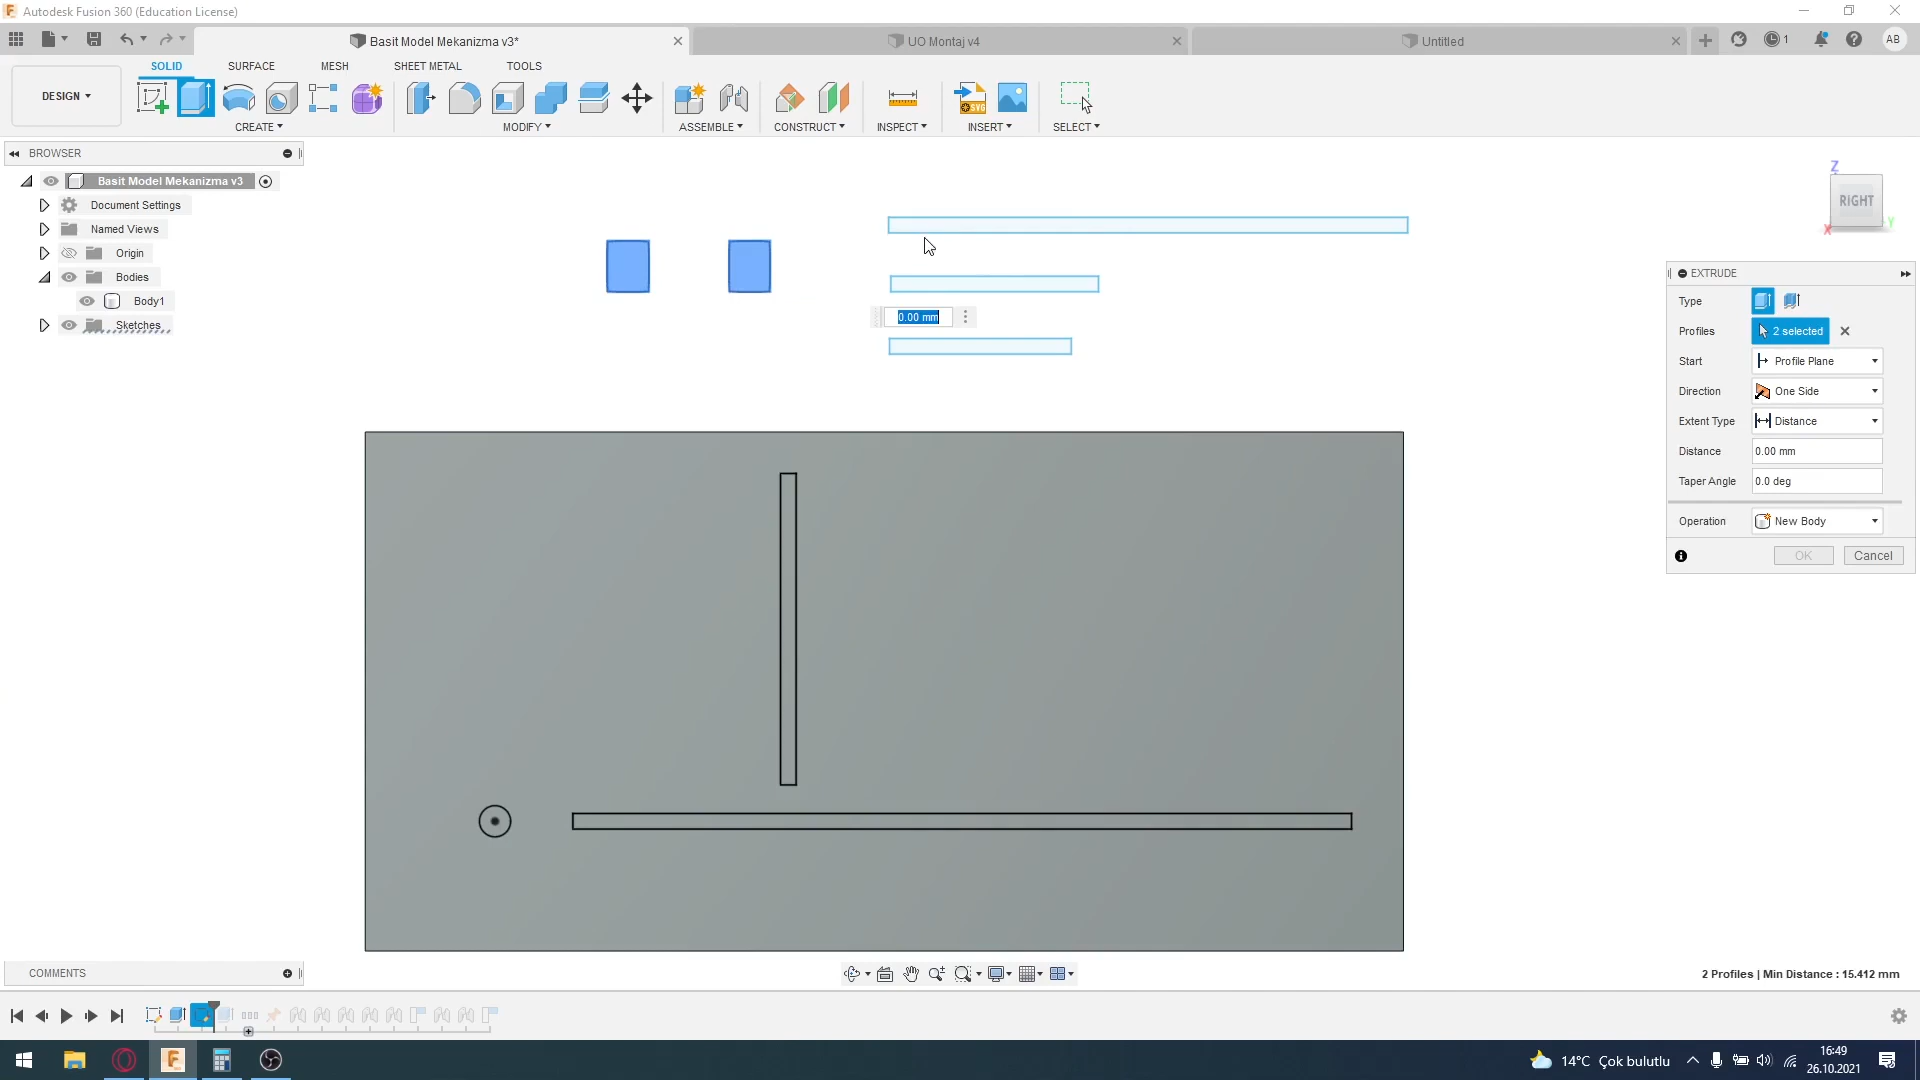 Autodesk Fusion 360 (Education License)
Basit Model Mekanizma v3*
UO Montaj v4
Untitled
1
AB
DESIGN
SOLID
SURFACE
MESH
SHEET METAL
TOOLS
CREATE
MODIFY
ASSEMBLE
CONSTRUCT
INSPECT
INSERT
SELECT
SVG
BROWSER
Basit Model Mekanizma v3
Document Settings
Named Views
Origin
Bodies
Body1
Sketches
0.00 mm
Z
RIGHT
X
Y
EXTRUDE
Type
Profiles
2 selected
Start
Profile Plane
Direction
One Side
Extent Type
Distance
Distance
0.00 mm
Taper Angle
0.0 deg
Operation
New Body
OK
Cancel
COMMENTS
2 Profiles | Min Distance : 15.412 mm
14°C Çok bulutlu
16:49
26.10.2021